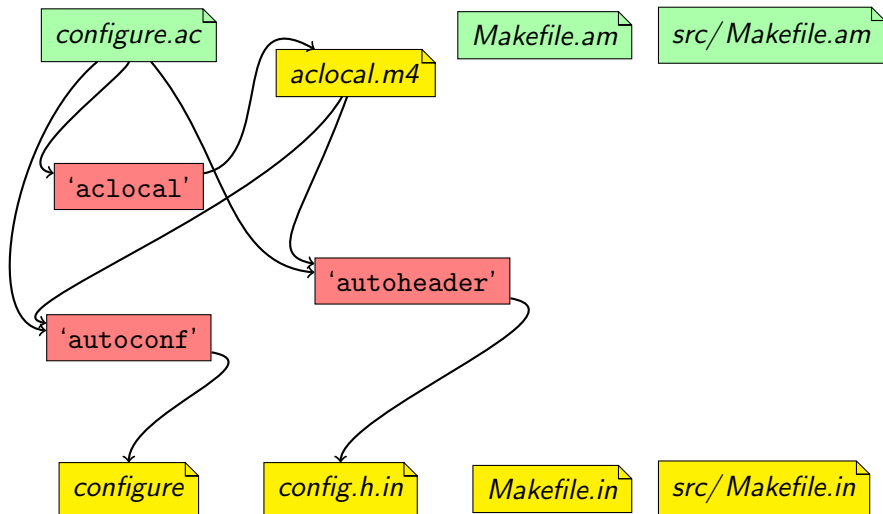 configure.ac
aclocal.m4
Makefile.am
src/Makefile.am
‘aclocal’
‘autoheader’
‘autoconf’
configure
config.h.in
Makefile.in
src/Makefile.in